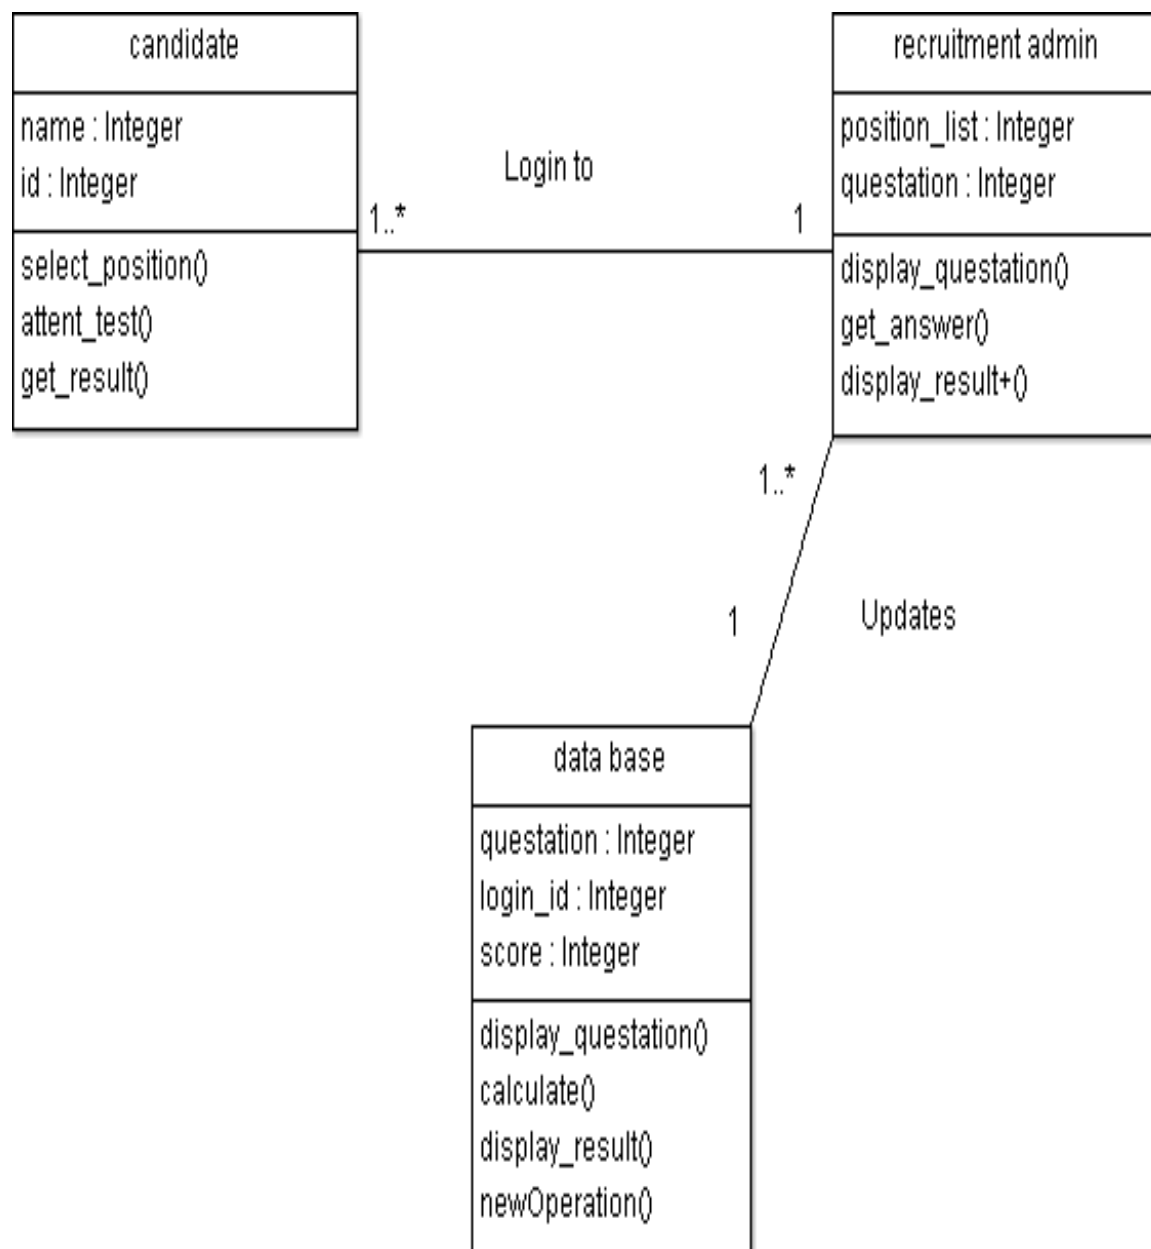 candidate
name : Integer
id : Integer
select_position()
attent_test()
get_result()
Login to
1..*
1
recruitment admin
position_list : Integer
questation : Integer
display_questation()
get_answer()
display_result+()
1..*
1
Updates
data base
questation : Integer
login_id : Integer
score : Integer
display_questation()
calculate()
display_result()
newOperation()